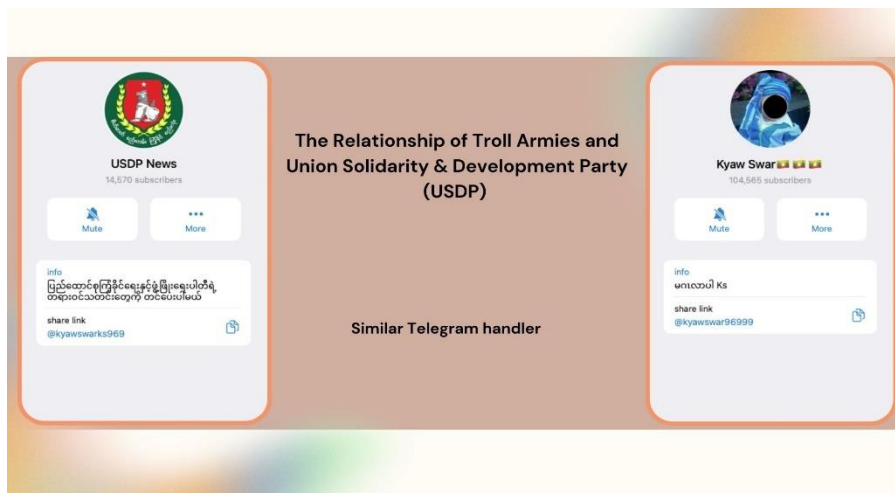 USDP News
14,570 subscribers
Mute
More
info
ပြည်ထောင်စုကြံ့ခိုင်ရေးနှင့်ဖွံ့ဖြိုးရေးပါတီရဲ့
တရားဝင်သတင်းတွေကို တင်ပေးပါမယ်
share link
@kyawswarks969
The Relationship of Troll Armies and
Union Solidarity & Development Party
(USDP)
Similar Telegram handler
Kyaw Swar🇲🇲 🇲🇲 🇲🇲
104,565 subscribers
Mute
More
info
မင်္ဂလာပါ Ks
share link
@kyawswar96999